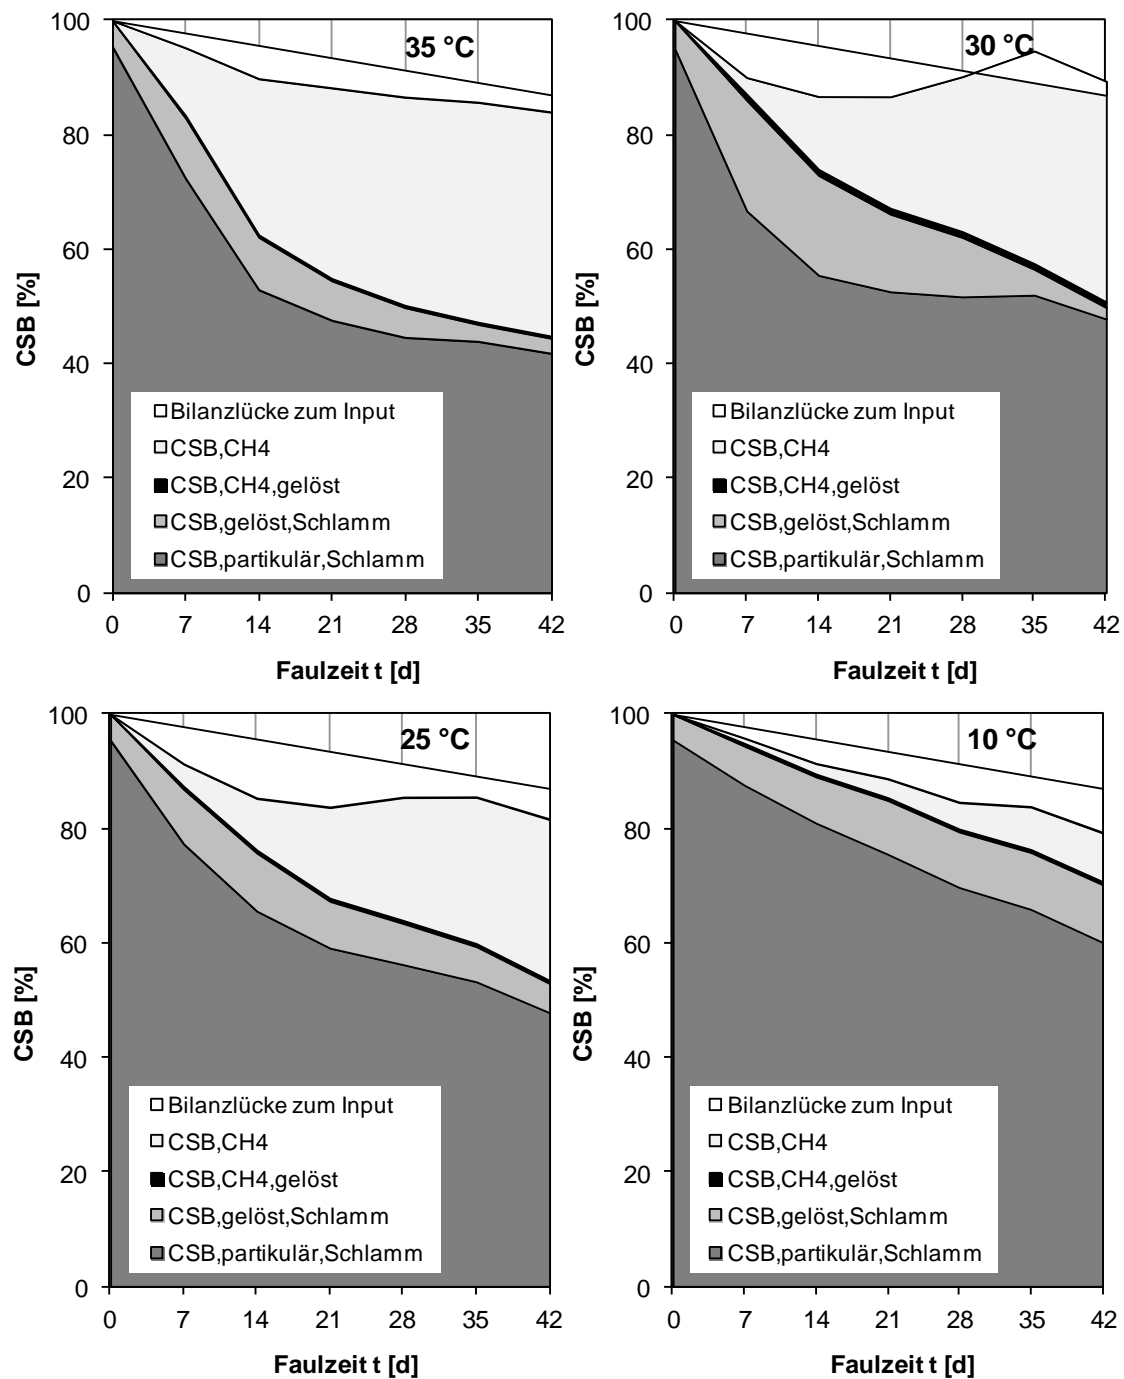 35 °C
100
80
60
40
20
0
CSB [%]
Bilanzlücke zum Input
CSB,CH4
CSB,CH4,gelöst
CSB,gelöst,Schlamm
CSB,partikulär,Schlamm
0 7 14 21 28 35 42
Faulzeit t [d]
30 °C
100
80
60
40
20
0
CSB [%]
Bilanzlücke zum Input
CSB,CH4
CSB,CH4,gelöst
CSB,gelöst,Schlamm
CSB,partikulär,Schlamm
0 7 14 21 28 35 42
Faulzeit t [d]
25 °C
100
80
60
40
20
0
CSB [%]
Bilanzlücke zum Input
CSB,CH4
CSB,CH4,gelöst
CSB,gelöst,Schlamm
CSB,partikulär,Schlamm
0 7 14 21 28 35 42
Faulzeit t [d]
10 °C
100
80
60
40
20
0
CSB [%]
Bilanzlücke zum Input
CSB,CH4
CSB,CH4,gelöst
CSB,gelöst,Schlamm
CSB,partikulär,Schlamm
0 7 14 21 28 35 42
Faulzeit t [d]